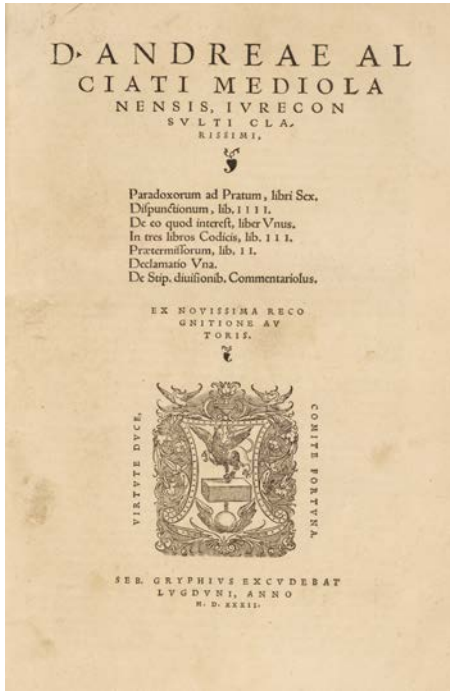 D· ANDREAE AL
CIATI MEDIOLA
NENSIS, IVRECON
SVLTI CLA-
RISSIMI,
Paradoxorum ad Pratum, libri Sex.
Diſpunctionum, lib. IIII.
De eo quod intereſt, liber Vnus.
In tres libros Codicis, lib. III.
Prætermiſſorum, lib. II.
Declamatio Vna.
De Stip. diuiſionib. Commentariolus.
EX NOVISSIMA RECO
GNITIONE AV
TORIS.
VIRTVTE DVCE,
COMITE FORTVNA.
SEB. GRYPHIVS EXCVDEBAT
LVGDVNI, ANNO
M. D. XXXII.